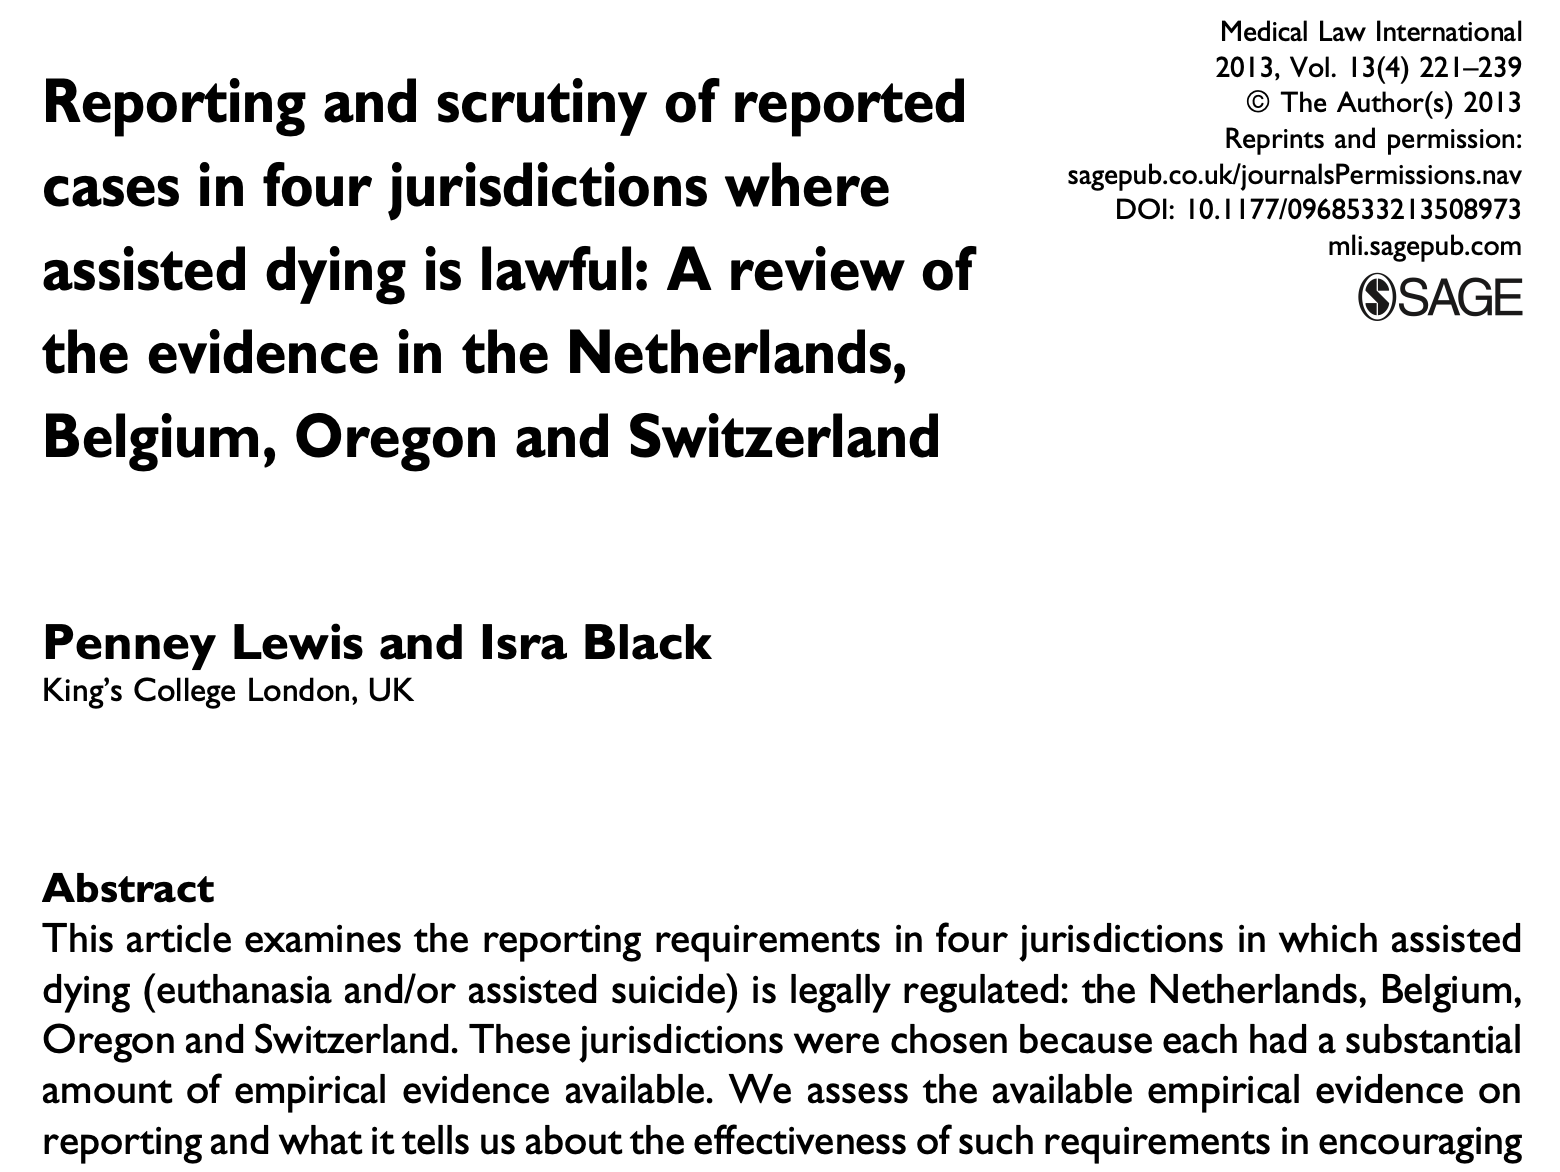 Medical Law International
2013, Vol. 13(4) 221–239
© The Author(s) 2013
Reprints and permission:
sagepub.co.uk/journalsPermissions.nav
DOI: 10.1177/0968533213508973
mli.sagepub.com
SAGE
Reporting and scrutiny of reported
cases in four jurisdictions where
assisted dying is lawful: A review of
the evidence in the Netherlands,
Belgium, Oregon and Switzerland
Penney Lewis and Isra Black
King’s College London, UK
Abstract
This article examines the reporting requirements in four jurisdictions in which assisted
dying (euthanasia and/or assisted suicide) is legally regulated: the Netherlands, Belgium,
Oregon and Switzerland. These jurisdictions were chosen because each had a substantial
amount of empirical evidence available. We assess the available empirical evidence on
reporting and what it tells us about the effectiveness of such requirements in encouraging